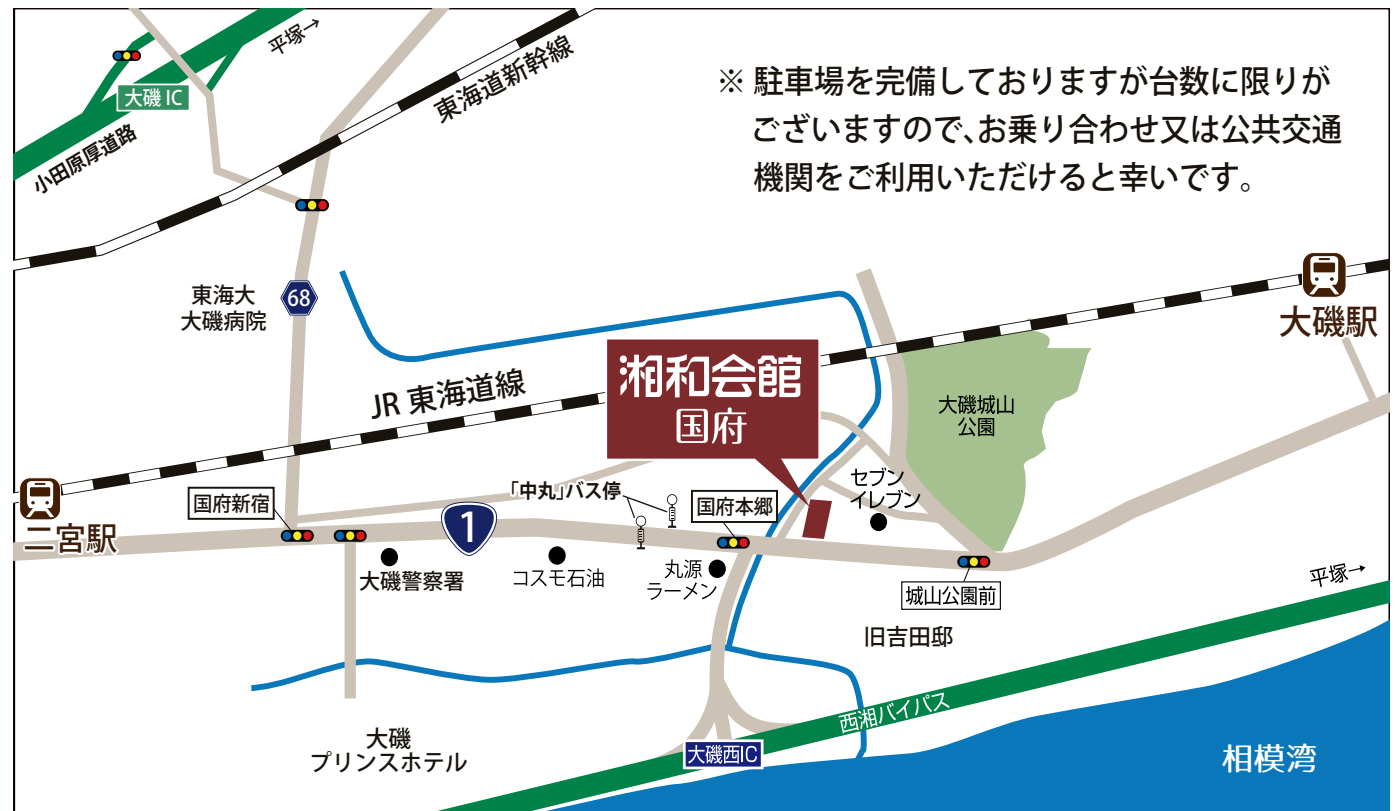 平塚→
大磯 IC
小田原厚道路
東海道新幹線
※ 駐車場を完備しておりますが台数に限りが
ございますので、お乗り合わせ又は公共交通
機関をご利用いただけると幸いです。
東海大
大磯病院
68
大磯駅
JR 東海道線
湘和会館
国府
大磯城山
公園
二宮駅
国府新宿
1
「中丸」バス停
国府本郷
セブン
イレブン
大磯警察署
コスモ石油
丸源
ラーメン
城山公園前
旧吉田邸
平塚→
西湘バイパス
大磯
プリンスホテル
大磯西IC
相模湾